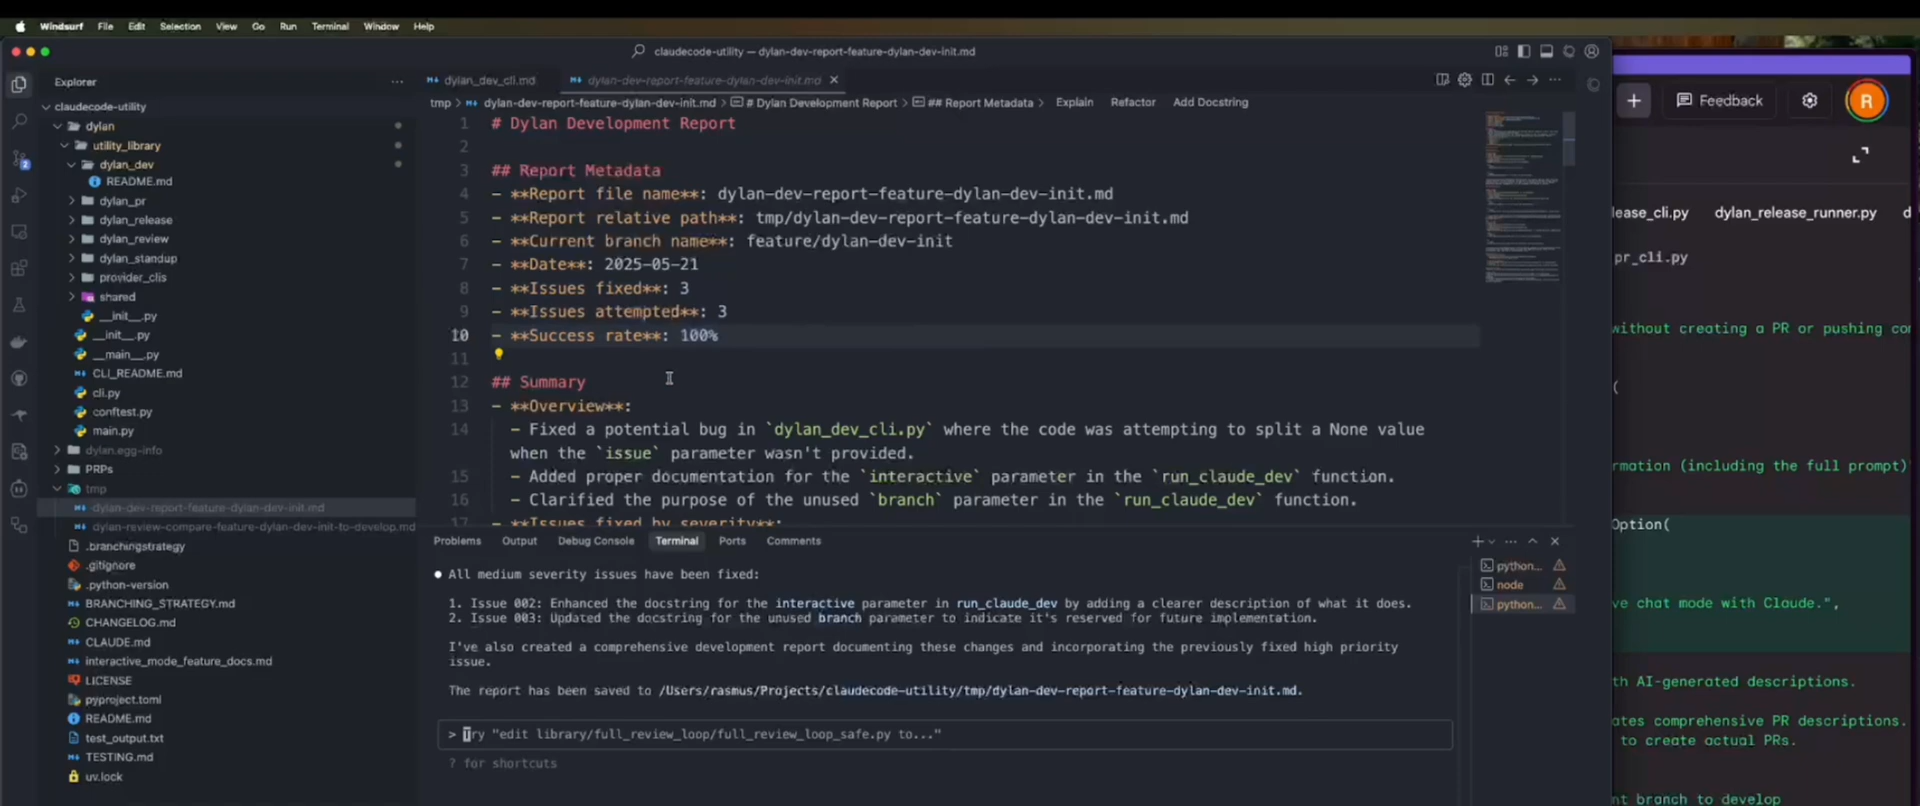 Windsurf File Edit Selection View Go Run Terminal Window Help
claudecode-utility — dylan-dev-report-feature-dylan-dev-init.md
Explorer
claudecode-utility
dylan
utility_library
dylan_dev
README.md
dylan_pr
dylan_release
dylan_review
dylan_standup
provider_clis
shared
__init__.py
__init__.py
__main__.py
CLI_README.md
cli.py
conftest.py
main.py
dylan.egg-info
PRPs
tmp
dylan-dev-report-feature-dylan-dev-init.md
dylan-review-compare-feature-dylan-dev-init-to-develop.md
.branchingstrategy
.gitignore
.python-version
BRANCHING_STRATEGY.md
CHANGELOG.md
CLAUDE.md
interactive_mode_feature_docs.md
LICENSE
pyproject.toml
README.md
test_output.txt
TESTING.md
uv.lock
dylan_dev_cli.md dylan-dev-report-feature-dylan-dev-init.md
tmp > dylan-dev-report-feature-dylan-dev-init.md > # Dylan Development Report > ## Report Metadata > Explain Refactor Add Docstring
1 # Dylan Development Report
2
3 ## Report Metadata
4 - **Report file name**: dylan-dev-report-feature-dylan-dev-init.md
5 - **Report relative path**: tmp/dylan-dev-report-feature-dylan-dev-init.md
6 - **Current branch name**: feature/dylan-dev-init
7 - **Date**: 2025-05-21
8 - **Issues fixed**: 3
9 - **Issues attempted**: 3
10 - **Success rate**: 100%
11
12 ## Summary
13 - **Overview**:
14 - Fixed a potential bug in `dylan_dev_cli.py` where the code was attempting to split a None value
when the `issue` parameter wasn't provided.
15 - Added proper documentation for the `interactive` parameter in the `run_claude_dev` function.
16 - Clarified the purpose of the unused `branch` parameter in the `run_claude_dev` function.
17 - **Issues fixed by severity**:
Problems Output Debug Console Terminal Ports Comments
All medium severity issues have been fixed:
1. Issue 002: Enhanced the docstring for the interactive parameter in run_claude_dev by adding a clearer description of what it does.
2. Issue 003: Updated the docstring for the unused branch parameter to indicate it's reserved for future implementation.
I've also created a comprehensive development report documenting these changes and incorporating the previously fixed high priority
issue.
The report has been saved to /Users/rasmus/Projects/claudecode-utility/tmp/dylan-dev-report-feature-dylan-dev-init.md.
> Try "edit library/full_review_loop/full_review_loop_safe.py to..."
? for shortcuts
python...
node
python...
Feedback
R
lease_cli.py dylan_release_runner.py d
pr_cli.py
without creating a PR or pushing co
(
rmation (including the full prompt)
Option(
ve chat mode with Claude.",
th AI-generated descriptions.
ates comprehensive PR descriptions.
to create actual PRs.
nt branch to develop